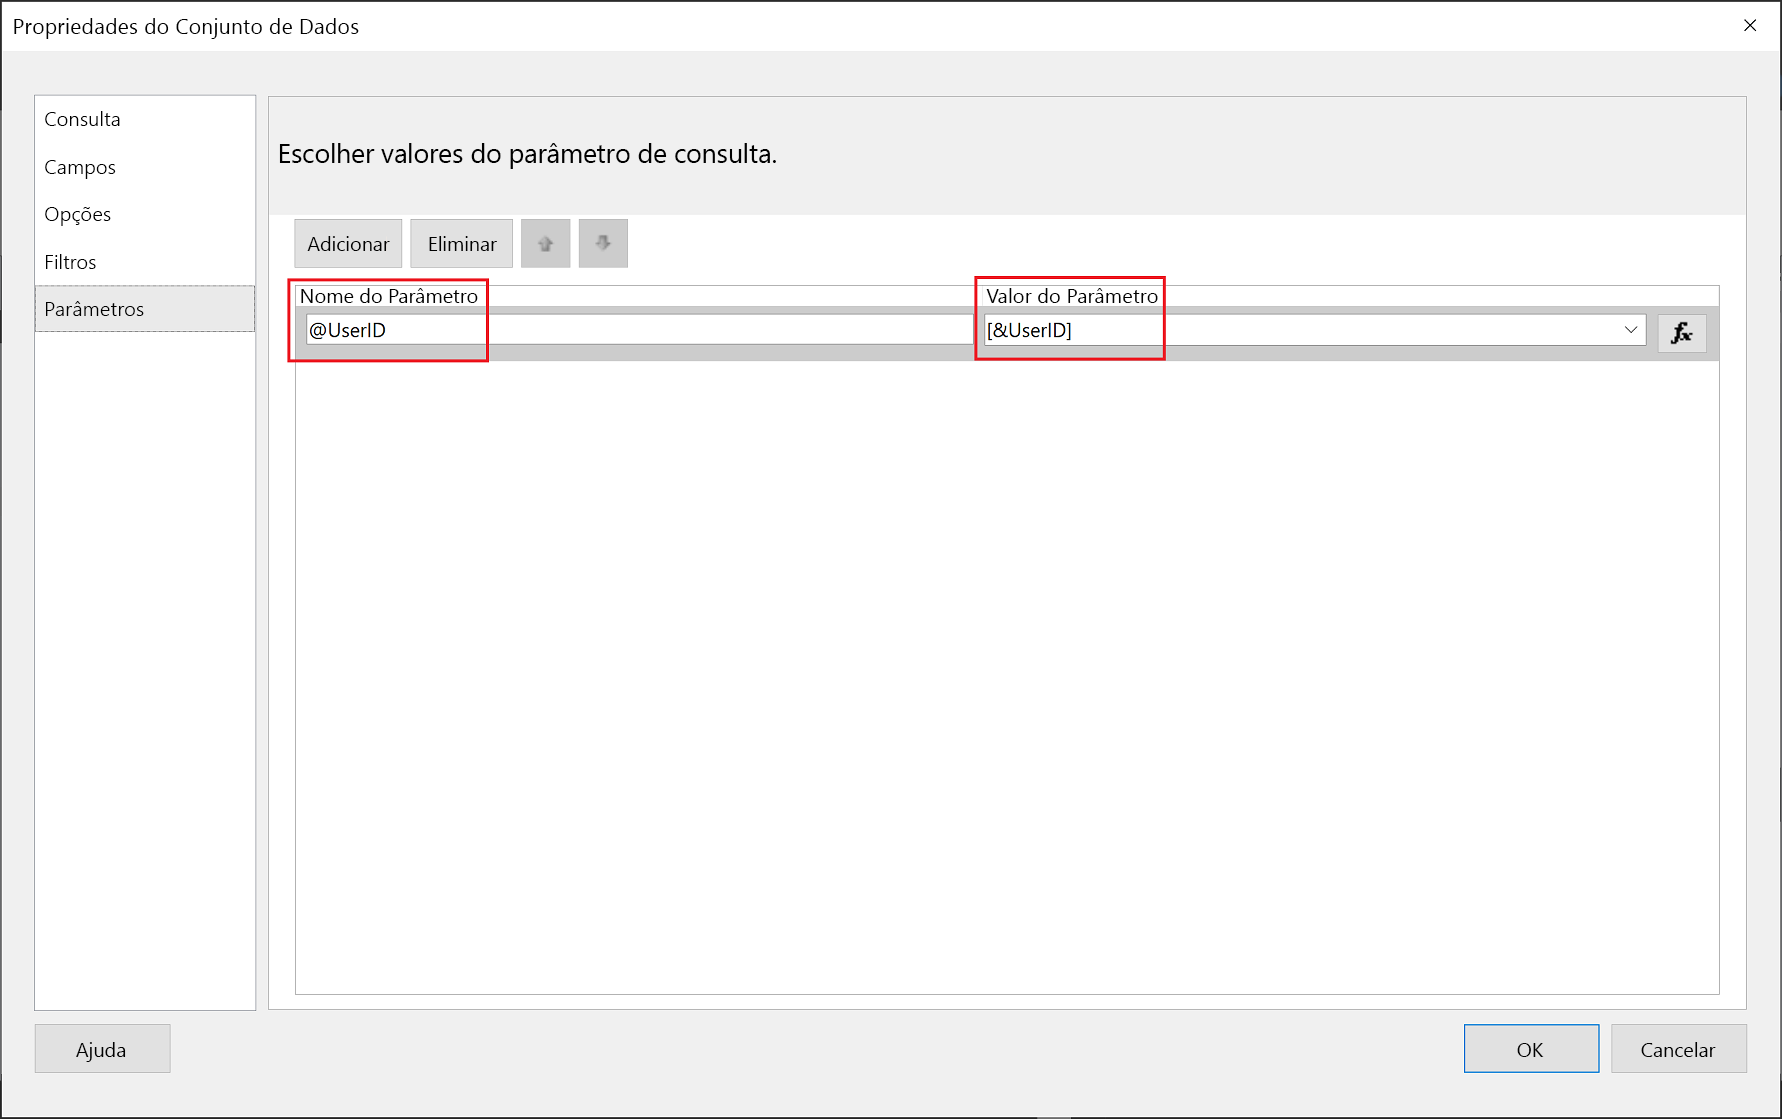 Propriedades do Conjunto de Dados
Consulta
Campos
Opções
Filtros
Parâmetros
Escolher valores do parâmetro de consulta.
Adicionar Eliminar
Nome do Parâmetro Valor do Parâmetro
@UserID [&UserID] fx
Ajuda OK Cancelar